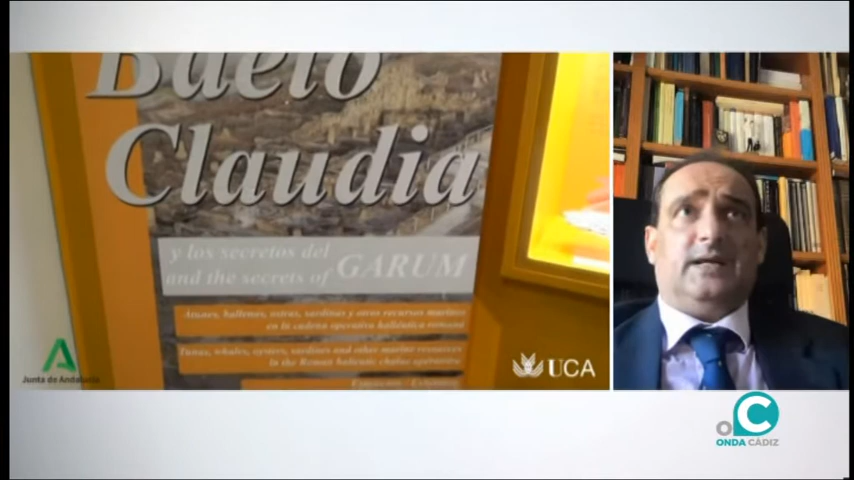 Baelo
Claudia
y los secretos del
and the secrets of GARUM
Atunes, ballenas, ostras, sardinas y otros recursos marinos
en la cadena operativa haliéutica romana
Tunas, whales, oysters, sardines and other marine resources
in the Roman halieutic chaîne opératoire
Junta de Andalucía
UCA
ONDA CÁDIZ